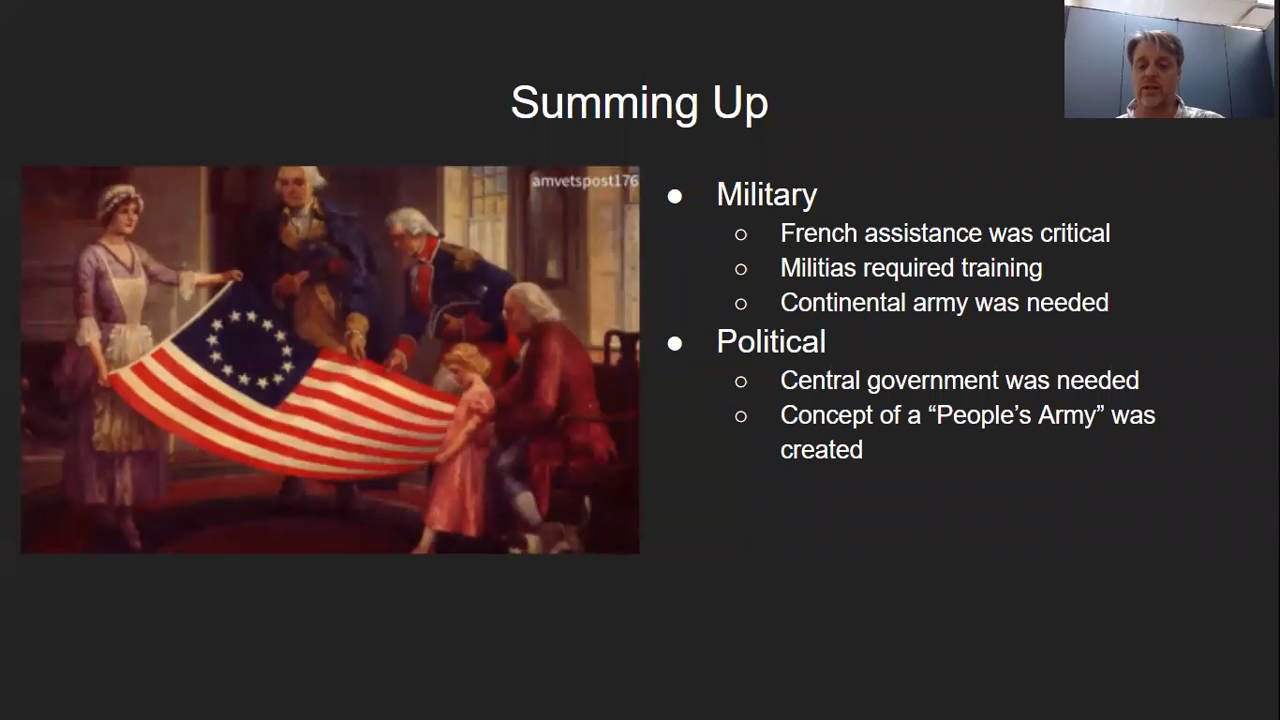 Summing Up
amvetspost176
● Military
○ French assistance was critical
○ Militias required training
○ Continental army was needed
● Political
○ Central government was needed
○ Concept of a “People’s Army” was
created